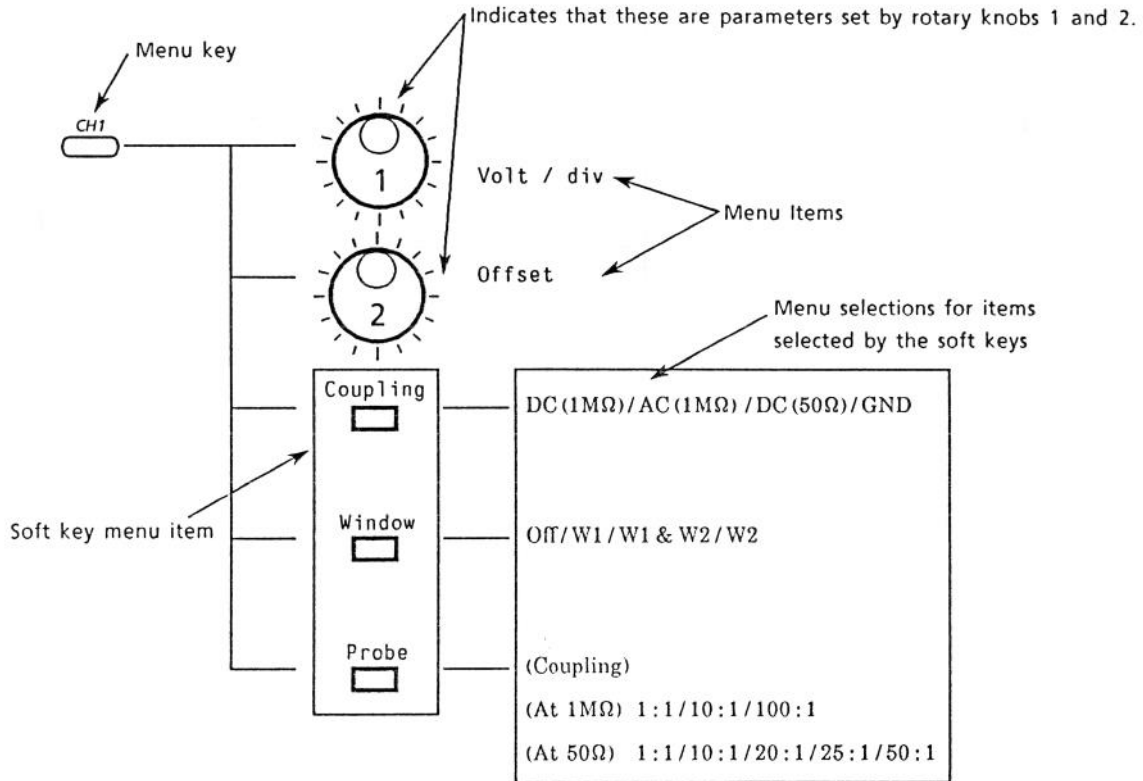 Indicates that these are parameters set by rotary knobs 1 and 2.
Menu key
CH1
1
Volt / div
Menu Items
2
Offset
Menu selections for items
selected by the soft keys
Coupling
DC(1MΩ)/AC(1MΩ)/DC(50Ω)/GND
Soft key menu item
Window
Off/W1/W1 & W2/W2
Probe
(Coupling)
(At 1MΩ) 1:1/10:1/100:1
(At 50Ω) 1:1/10:1/20:1/25:1/50:1